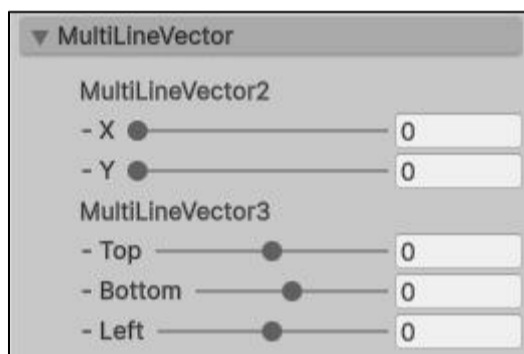 MultiLineVector
MultiLineVector2
- X 0
- Y 0
MultiLineVector3
- Top 0
- Bottom 0
- Left 0